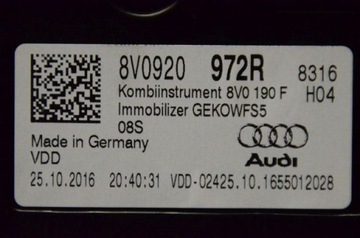 8V0920 972R 8316
Kombiinstrument 8V0 190 F H04
Immobilizer GEKOWFS5
08S
Made in Germany
VDD
Audi
25.10.2016 20:40:31 VDD-02425.10.1655012028